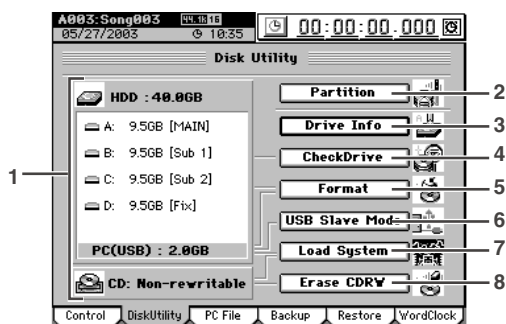 A003:Song003 44.1k 16
05/27/2003 10:35
00:00:00.000
Disk Utility
HDD :40.0GB
A: 9.5GB [MAIN]
B: 9.5GB [Sub 1]
C: 9.5GB [Sub 2]
D: 9.5GB [Fix]
PC(USB) : 2.0GB
CD: Non-rewritable
1
Partition 2
Drive Info 3
CheckDrive 4
Format 5
USB Slave Mode 6
Load System 7
Erase CDRW 8
Control DiskUtility PC File Backup Restore WordClock